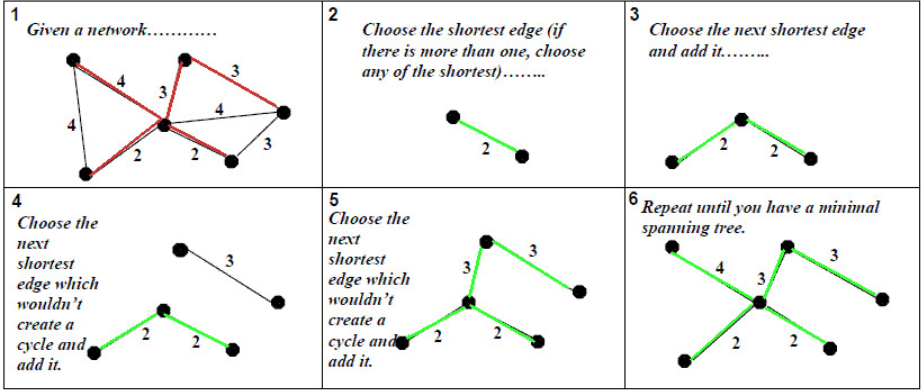 1
Given a network…………
4
3
3
4
4
3
2
2
2
Choose the shortest edge (if
there is more than one, choose
any of the shortest)……..
2
3
Choose the next shortest edge
and add it……...
2
2
4
Choose the
next
shortest
edge which
wouldn't
create a
cycle and
add it.
3
2
2
5
Choose the
next
shortest
edge which
wouldn't
create a
cycle and
add it.
3
3
2
2
6
Repeat until you have a minimal
spanning tree.
4
3
3
2
2